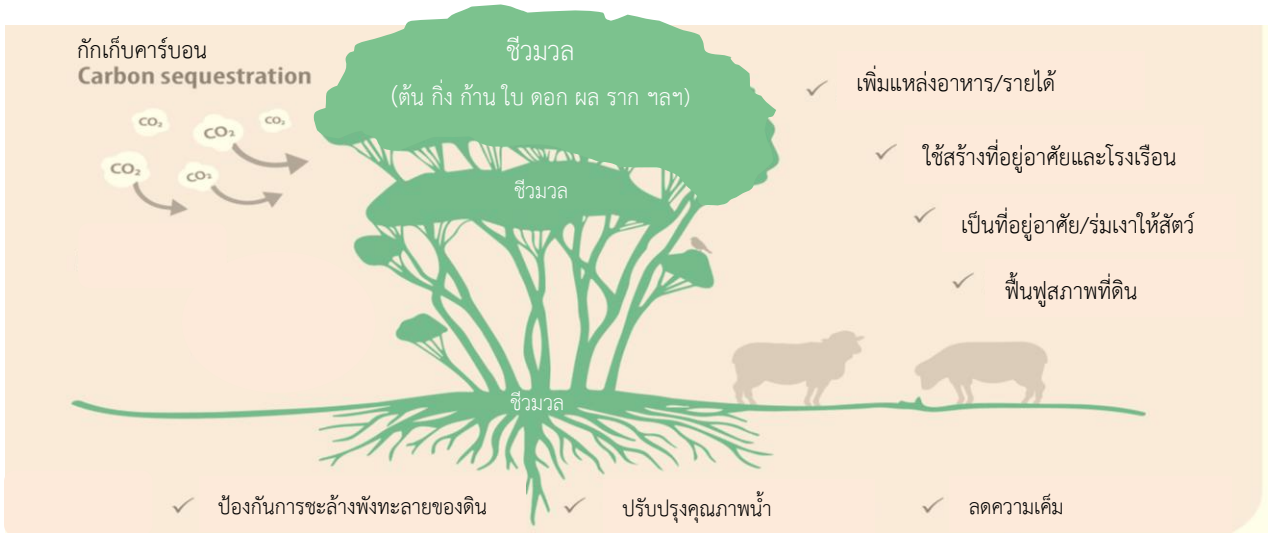 กักเก็บคาร์บอน
Carbon sequestration
CO₂
CO₂
CO₂
CO₂
CO₂
ชีวมวล
(ต้น กิ่ง ก้าน ใบ ดอก ผล ราก ฯลฯ)
ชีวมวล
ชีวมวล
เพิ่มแหล่งอาหาร/รายได้
ใช้สร้างที่อยู่อาศัยและโรงเรือน
เป็นที่อยู่อาศัย/ร่มเงาให้สัตว์
ฟื้นฟูสภาพที่ดิน
ป้องกันการชะล้างพังทะลายของดิน
ปรับปรุงคุณภาพน้ำ
ลดความเค็ม